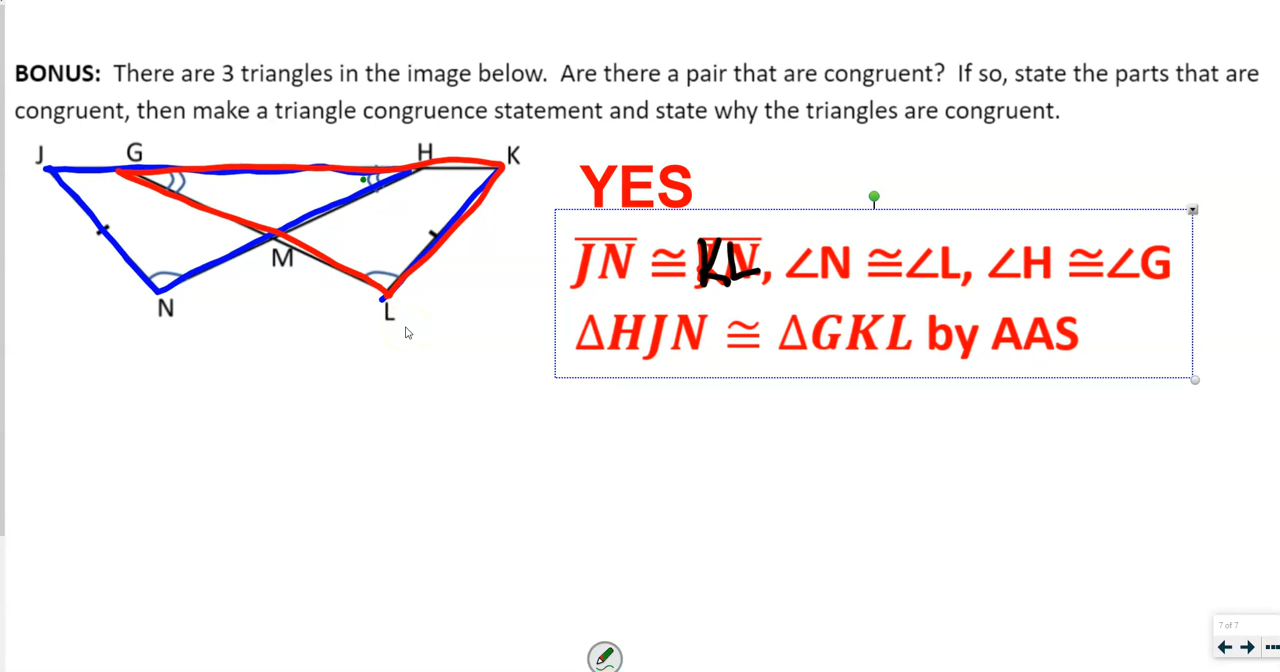 BONUS: There are 3 triangles in the image below. Are there a pair that are congruent? If so, state the parts that are
congruent, then make a triangle congruence statement and state why the triangles are congruent.
J G H K
M
N L
YES
JN ≅ KL, ∠N ≅∠L, ∠H ≅∠G
ΔHJN ≅ ΔGKL by AAS
7 of 7